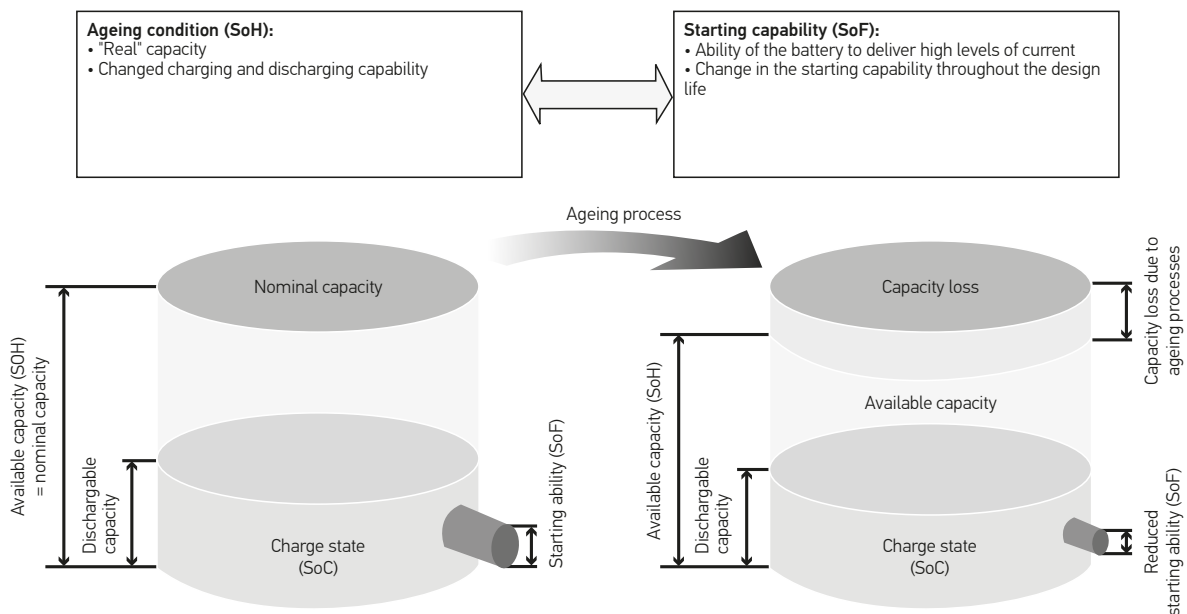 Ageing condition (SoH):
• "Real" capacity
• Changed charging and discharging capability
Starting capability (SoF):
• Ability of the battery to deliver high levels of current
• Change in the starting capability throughout the design
life
Ageing process
Nominal capacity
Available capacity (SOH)
= nominal capacity
Dischargable
capacity
Charge state
(SoC)
Starting ability (SoF)
Capacity loss
Capacity loss due to
ageing processes
Available capacity
Available capacity (SoH)
Dischargable
capacity
Charge state
(SoC)
Reduced
starting ability (SoF